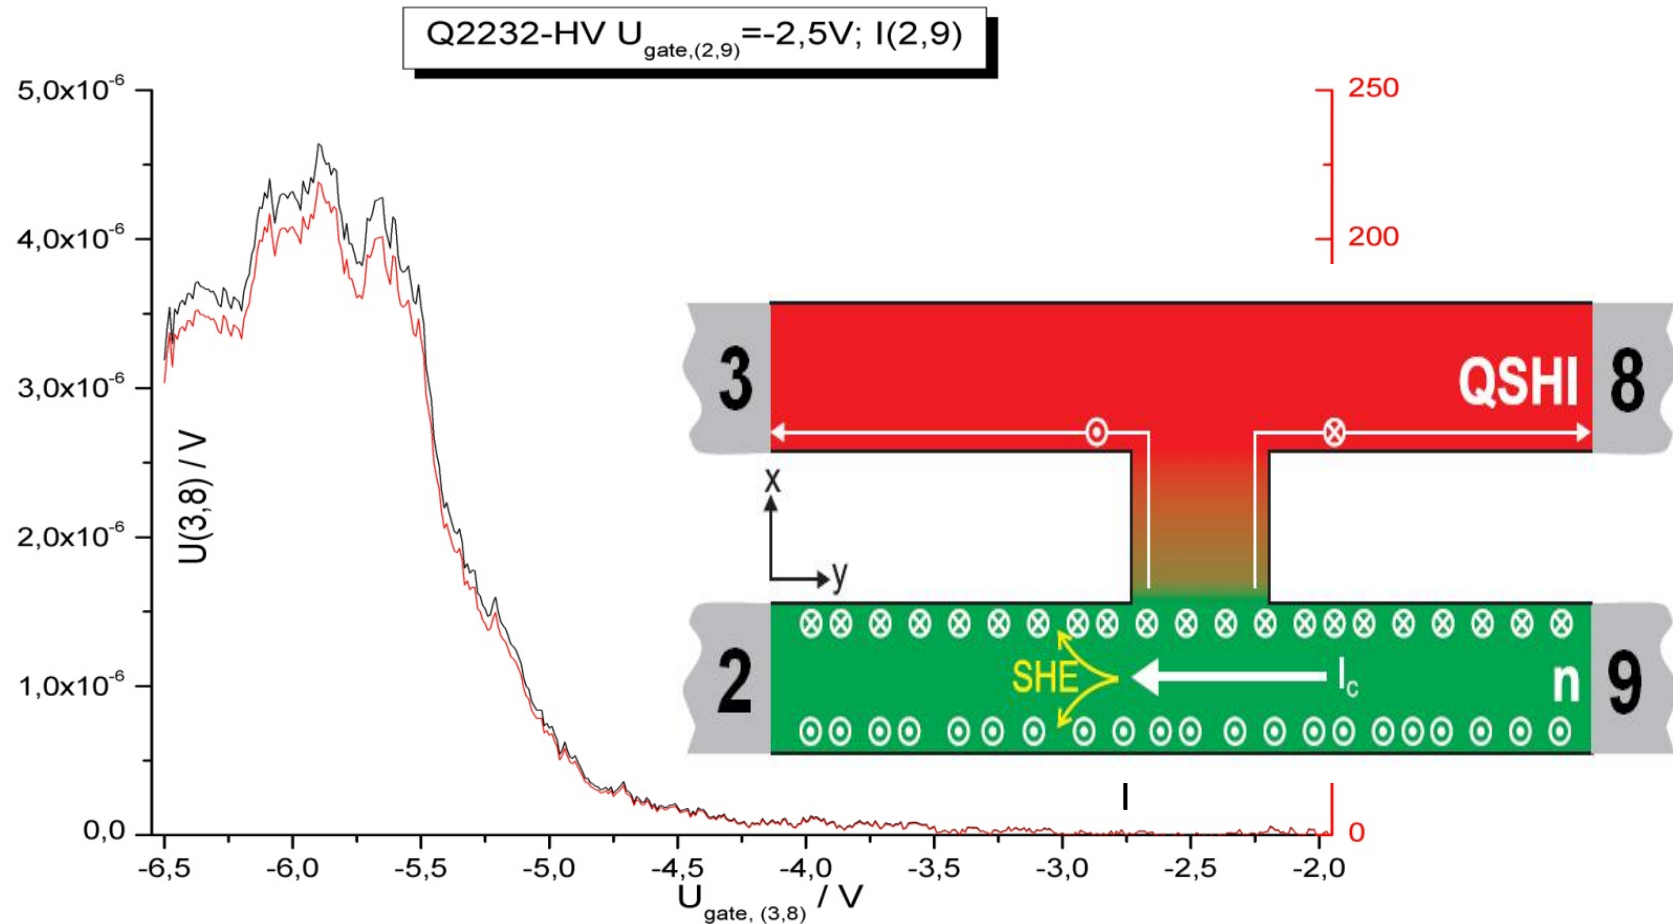 Q2232-HV U_gate,(2,9)=-2,5V; I(2,9)
5,0x10^-6
4,0x10^-6
3,0x10^-6
2,0x10^-6
1,0x10^-6
0,0
U(3,8) / V
-6,5 -6,0 -5,5 -5,0 -4,5 -4,0 -3,5 -3,0 -2,5 -2,0
U_gate, (3,8) / V
250
200
0
3
QSHI
8
x
y
2
SHE
I_c
n
9
I